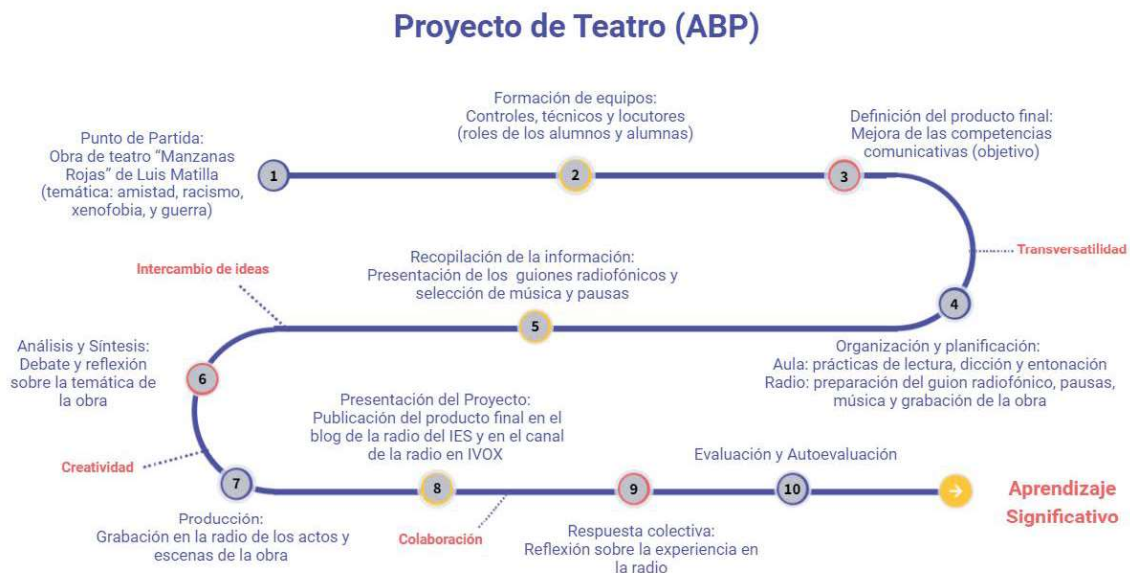 Proyecto de Teatro (ABP)
Punto de Partida:
Obra de teatro “Manzanas
Rojas” de Luis Matilla
(temática: amistad, racismo,
xenofobia, y guerra)
1
Formación de equipos:
Controles, técnicos y locutores
(roles de los alumnos y alumnas)
2
Definición del producto final:
Mejora de las competencias
comunicativas (objetivo)
3
Transversatilidad
4
Organización y planificación:
Aula: prácticas de lectura, dicción y entonación
Radio: preparación del guion radiofónico, pausas,
música y grabación de la obra
Recopilación de la información:
Presentación de los guiones radiofónicos y
selección de música y pausas
5
Intercambio de ideas
Análisis y Síntesis:
Debate y reflexión
sobre la temática de
la obra
6
Creatividad
7
Producción:
Grabación en la radio de los actos y
escenas de la obra
Presentación del Proyecto:
Publicación del producto final en el
blog de la radio del IES y en el canal
de la radio en IVOX
8
Colaboración
9
Respuesta colectiva:
Reflexión sobre la experiencia en
la radio
Evaluación y Autoevaluación
10
Aprendizaje
Significativo